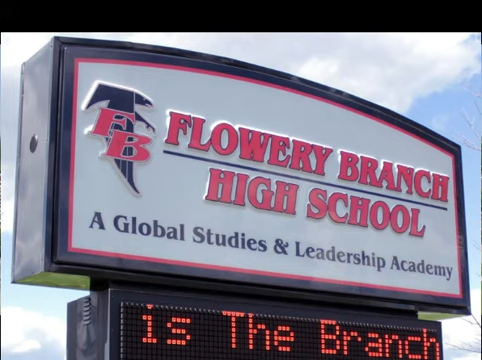 FB
FLOWERY BRANCH
HIGH SCHOOL
A Global Studies & Leadership Academy
is The Branch